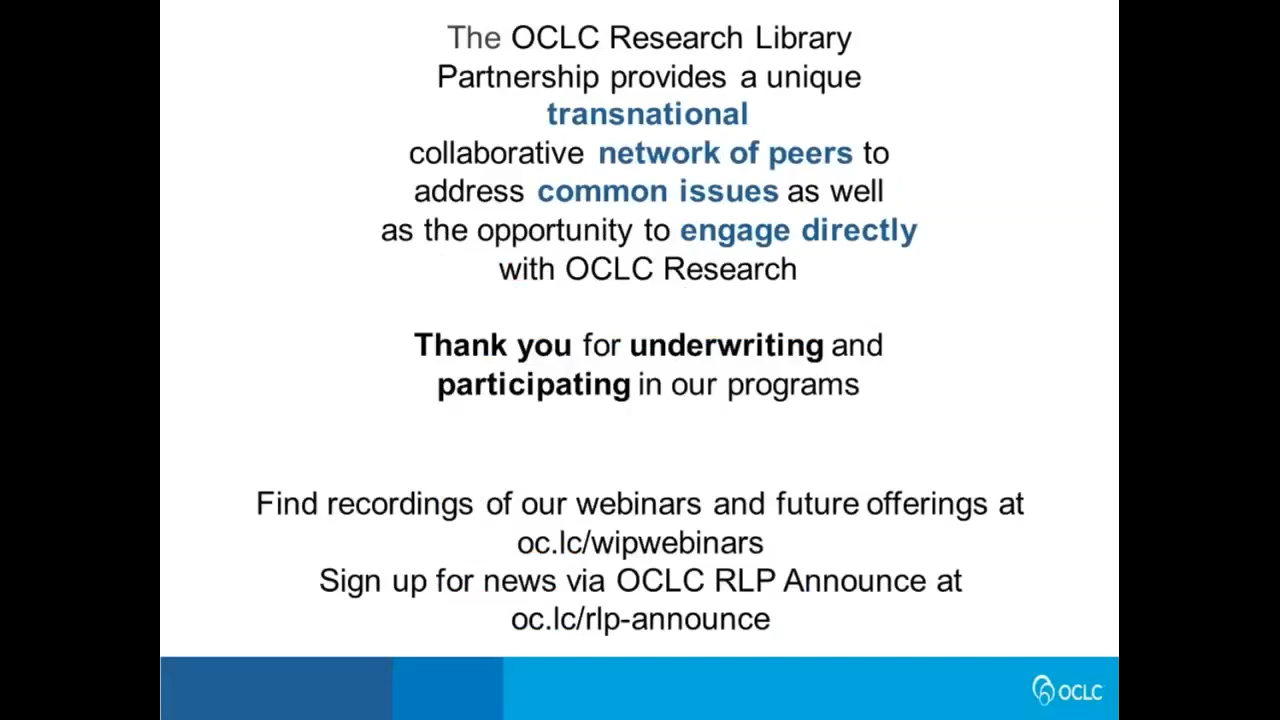 The OCLC Research Library
Partnership provides a unique
transnational
collaborative network of peers to
address common issues as well
as the opportunity to engage directly
with OCLC Research
Thank you for underwriting and
participating in our programs
Find recordings of our webinars and future offerings at
oc.lc/wipwebinars
Sign up for news via OCLC RLP Announce at
oc.lc/rlp-announce
OCLC